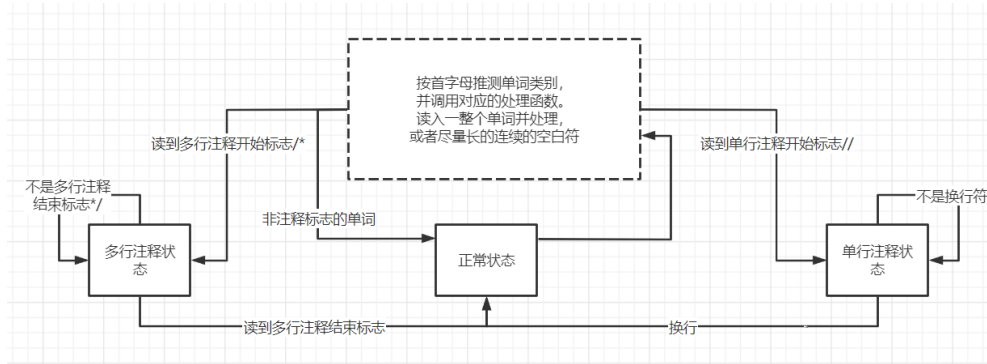 按首字母推测单词类别,
并调用对应的处理函数。
读入一整个单词并处理,
或者尽量长的连续的空白符
读到多行注释开始标志/*
读到单行注释开始标志//
不是多行注释
结束标志*/
不是换行符
非注释标志的单词
多行注释状
态
正常状态
单行注释状
态
读到多行注释结束标志
换行